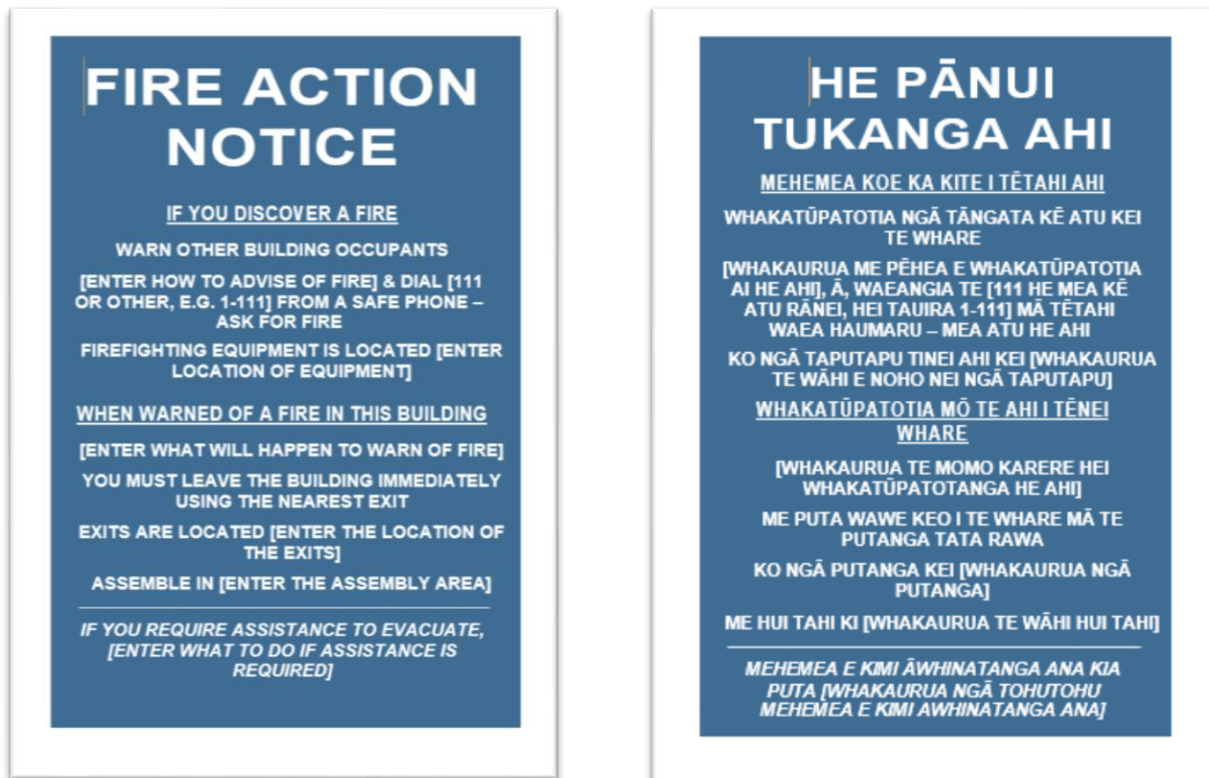 FIRE ACTION
NOTICE
IF YOU DISCOVER A FIRE
WARN OTHER BUILDING OCCUPANTS
[ENTER HOW TO ADVISE OF FIRE] & DIAL [111
OR OTHER, E.G. 1-111] FROM A SAFE PHONE –
ASK FOR FIRE
FIREFIGHTING EQUIPMENT IS LOCATED [ENTER
LOCATION OF EQUIPMENT]
WHEN WARNED OF A FIRE IN THIS BUILDING
[ENTER WHAT WILL HAPPEN TO WARN OF FIRE]
YOU MUST LEAVE THE BUILDING IMMEDIATELY
USING THE NEAREST EXIT
EXITS ARE LOCATED [ENTER THE LOCATION OF
THE EXITS]
ASSEMBLE IN [ENTER THE ASSEMBLY AREA]
IF YOU REQUIRE ASSISTANCE TO EVACUATE,
[ENTER WHAT TO DO IF ASSISTANCE IS
REQUIRED]
HE PĀNUI
TUKANGA AHI
MEHEMEA KOE KA KITE I TĒTAHI AHI
WHAKATŪPATOTIA NGĀ TĀNGATA KĒ ATU KEI
TE WHARE
[WHAKAURUA ME PĒHEA E WHAKATŪPATOTIA
AI HE AHI], Ā, WAEANGIA TE [111 HE MEA KĒ
ATU RĀNEI, HEI TAUIRA 1-111] MĀ TĒTAHI
WAEA HAUMARU – MEA ATU HE AHI
KO NGĀ TAPUTAPU TINEI AHI KEI [WHAKAURUA
TE WĀHI E NOHO NEI NGĀ TAPUTAPU]
WHAKATŪPATOTIA MŌ TE AHI I TĒNEI
WHARE
[WHAKAURUA TE MOMO KARERE HEI
WHAKATŪPATOTANGA HE AHI]
ME PUTA WAWE KEO I TE WHARE MĀ TE
PUTANGA TATA RAWA
KO NGĀ PUTANGA KEI [WHAKAURUA NGĀ
PUTANGA]
ME HUI TAHI KI [WHAKAURUA TE WĀHI HUI TAHI]
MEHEMEA E KIMI ĀWHINATANGA ANA KIA
PUTA [WHAKAURUA NGĀ TOHUTOHU
MEHEMEA E KIMI AWHINATANGA ANA]